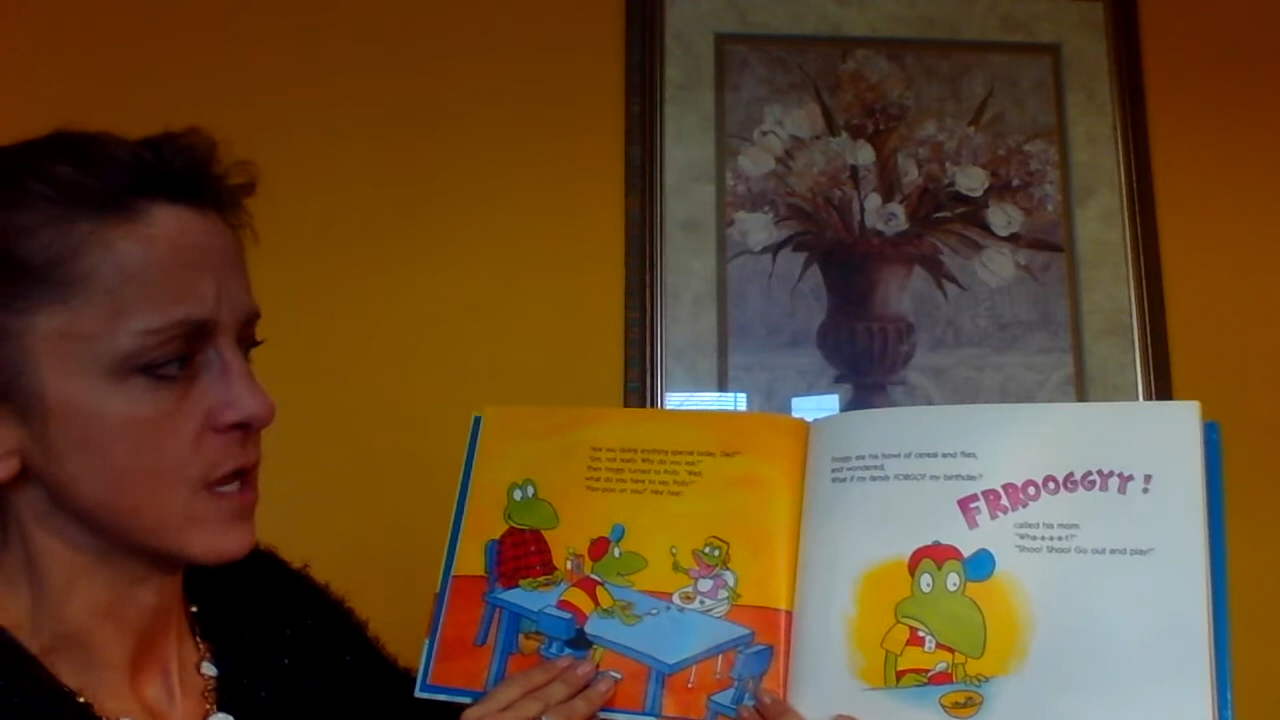 "Are you doing anything special today, Dad?"
"Um, not really. Why do you ask?"
Then Froggy turned to Polly. "Well,
what do you have to say, Polly?"
"Poo-poo on you! Hee hee!"
Froggy ate his bowl of cereal and flies,
and wondered,
What if my family FORGOT my birthday?
FRROOGGYY!
called his mom.
"Wha-a-a-a-t?"
"Shoo! Shoo! Go out and play!"